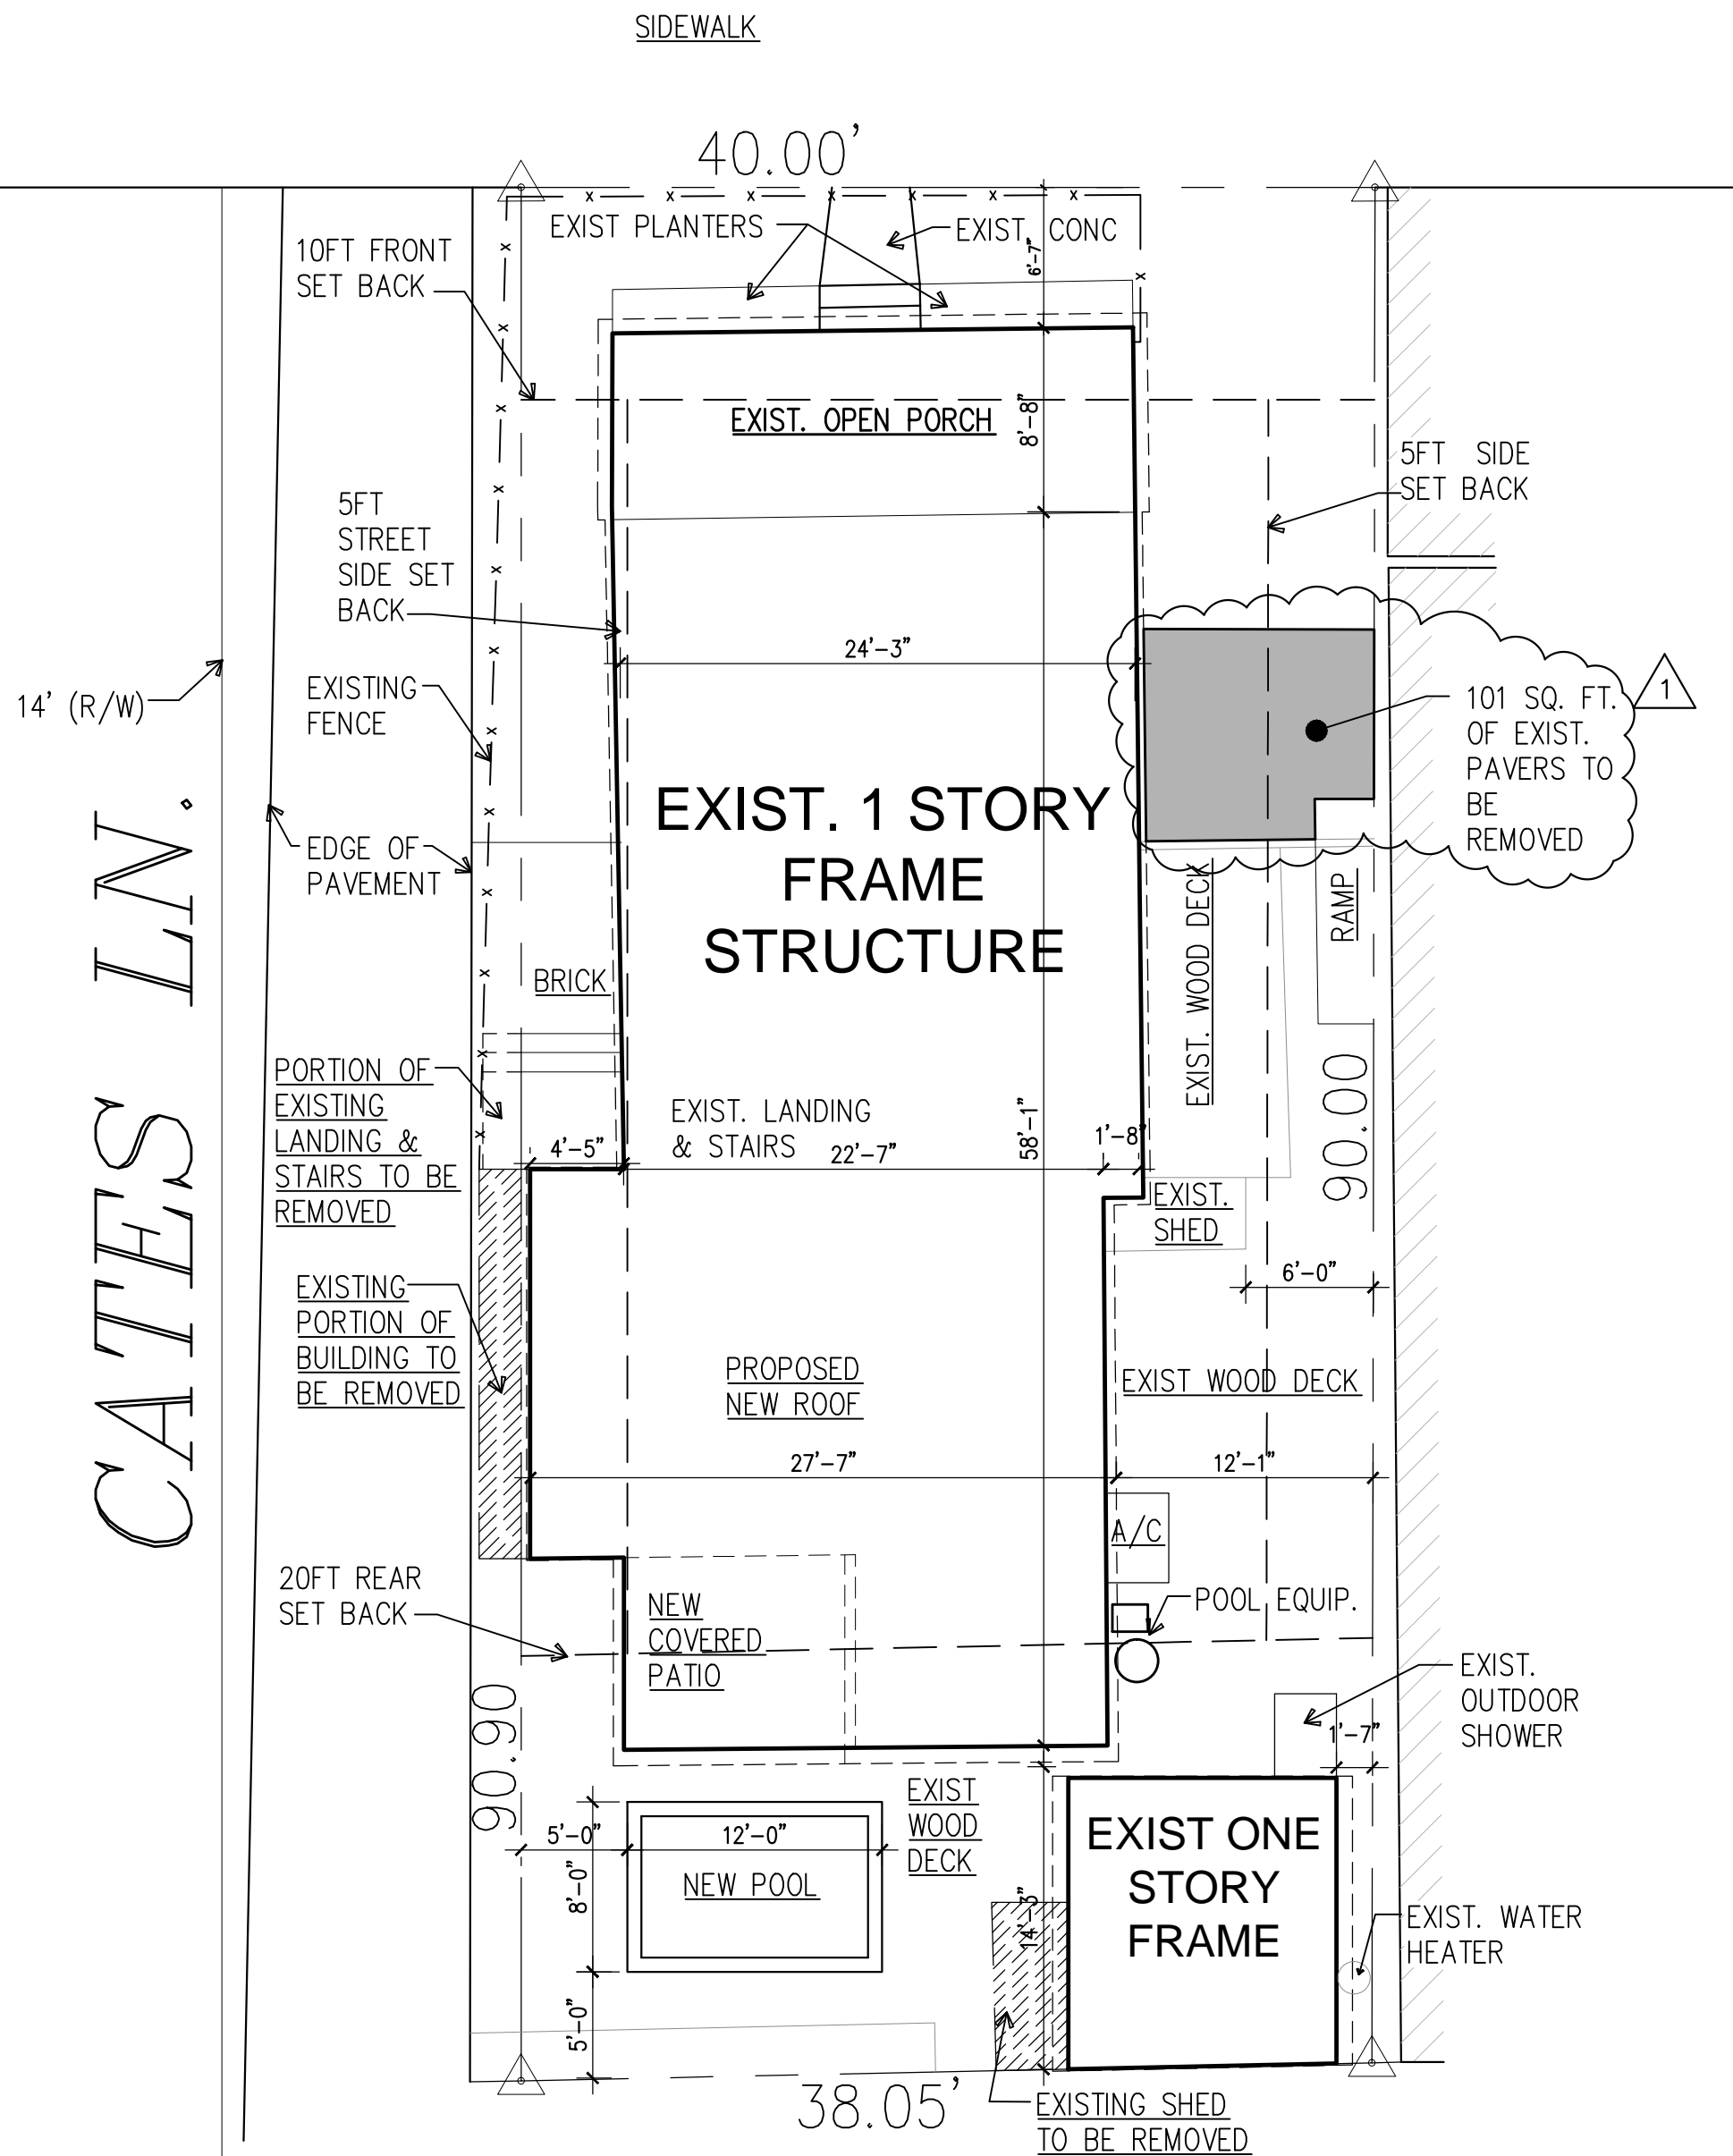 SIDEWALK
40.00'
EXIST PLANTERS
EXIST. CONC
6'-7"
10FT FRONT
SET BACK
EXIST. OPEN PORCH
8'-8"
5FT SIDE
SET BACK
5FT
STREET
SIDE SET
BACK
24'-3"
14' (R/W)
EXISTING
FENCE
101 SQ. FT.
OF EXIST.
PAVERS TO
BE
REMOVED
1
EXIST. 1 STORY
FRAME
STRUCTURE
EDGE OF
PAVEMENT
CATES LN.
BRICK
EXIST. WOOD DECK
RAMP
PORTION OF
EXISTING
LANDING &
STAIRS TO BE
REMOVED
EXIST. LANDING
& STAIRS
4'-5"
22'-7"
58'-1"
1'-8"
90.00
EXIST.
SHED
6'-0"
EXISTING
PORTION OF
BUILDING TO
BE REMOVED
PROPOSED
NEW ROOF
EXIST WOOD DECK
27'-7"
12'-1"
A/C
20FT REAR
SET BACK
NEW
COVERED
PATIO
POOL EQUIP.
EXIST.
OUTDOOR
SHOWER
1'-7"
90.90
EXIST
WOOD
DECK
5'-0"
12'-0"
8'-0"
NEW POOL
EXIST ONE
STORY
FRAME
14'-3"
EXIST. WATER
HEATER
5'-0"
38.05'
EXISTING SHED
TO BE REMOVED